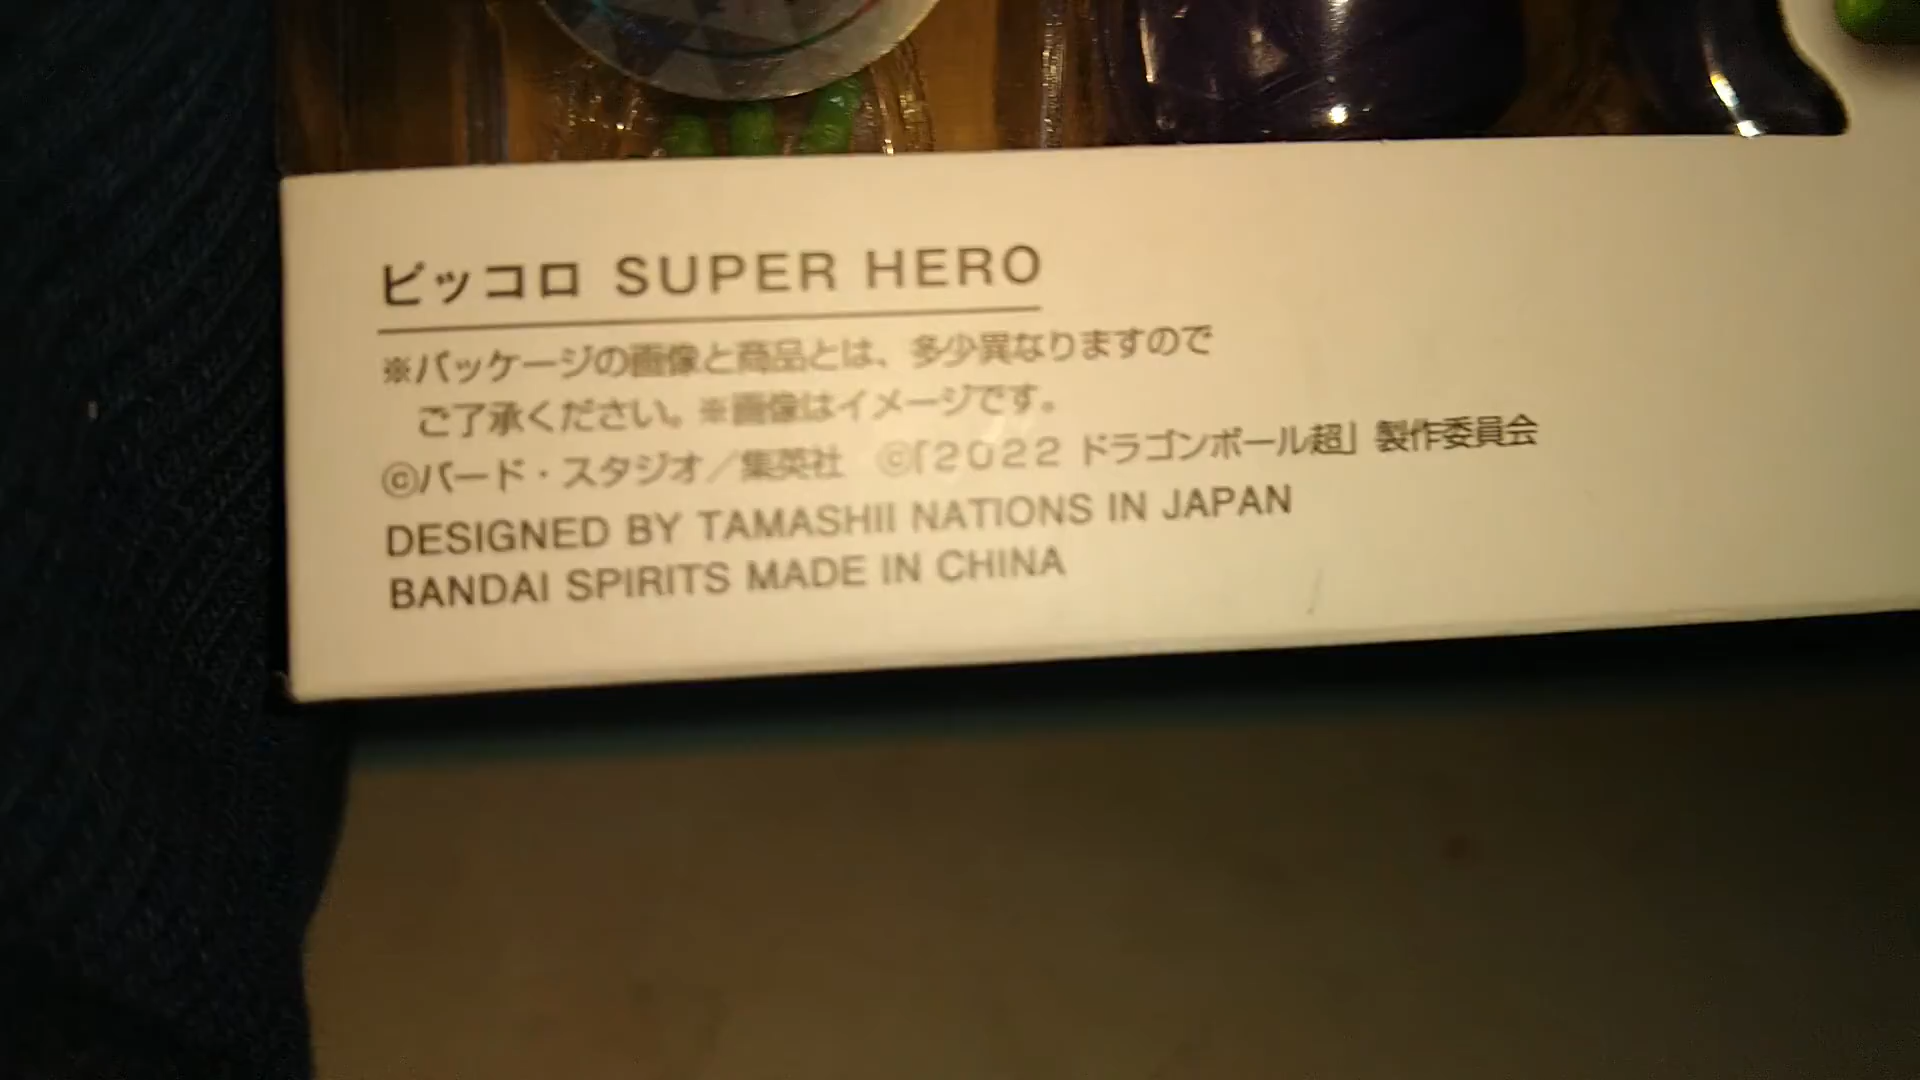 ピッコロ SUPER HERO
※パッケージの画像と商品とは、多少異なりますので
ご了承ください。※画像はイメージです。
©バード・スタジオ／集英社 ©「2022 ドラゴンボール超」製作委員会
DESIGNED BY TAMASHII NATIONS IN JAPAN
BANDAI SPIRITS MADE IN CHINA